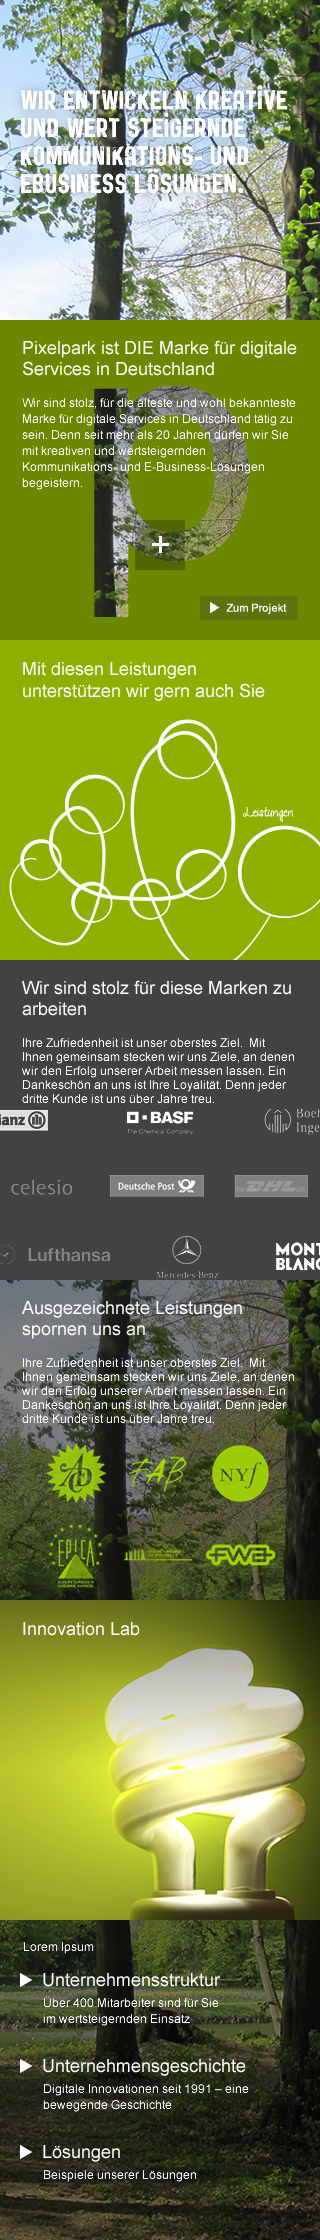 WIR ENTWICKELN KREATIVE
UND WERT STEIGERNDE
KOMMUNIKATIONS- UND
EBUSINESS LÖSUNGEN.
Pixelpark ist DIE Marke für digitale
Services in Deutschland
Wir sind stolz, für die älteste und wohl bekannteste
Marke für digitale Services in Deutschland tätig zu
sein. Denn seit mehr als 20 Jahren dürfen wir Sie
mit kreativen und wertsteigernden
Kommunikations- und E-Business-Lösungen
begeistern.
p
+
Zum Projekt
Mit diesen Leistungen
unterstützen wir gern auch Sie
Leistungen
Wir sind stolz für diese Marken zu
arbeiten
Ihre Zufriedenheit ist unser oberstes Ziel. Mit
Ihnen gemeinsam stecken wir uns Ziele, an denen
wir den Erfolg unserer Arbeit messen lassen. Ein
Dankeschön an uns ist Ihre Loyalität. Denn jeder
dritte Kunde ist uns über Jahre treu.
ianz
BASF
The Chemical Company
Boeh
Inge
celesio
Deutsche Post
DHL
Lufthansa
Mercedes-Benz
MONT
BLANC
Ausgezeichnete Leistungen
spornen uns an
Ihre Zufriedenheit ist unser oberstes Ziel. Mit
Ihnen gemeinsam stecken wir uns Ziele, an denen
wir den Erfolg unserer Arbeit messen lassen. Ein
Dankeschön an uns ist Ihre Loyalität. Denn jeder
dritte Kunde ist uns über Jahre treu.
FAB
NYf
EPICA
FWA
Innovation Lab
Lorem Ipsum
Unternehmensstruktur
Über 400 Mitarbeiter sind für Sie
im wertsteigernden Einsatz
Unternehmensgeschichte
Digitale Innovationen seit 1991 – eine
bewegende Geschichte
Lösungen
Beispiele unserer Lösungen